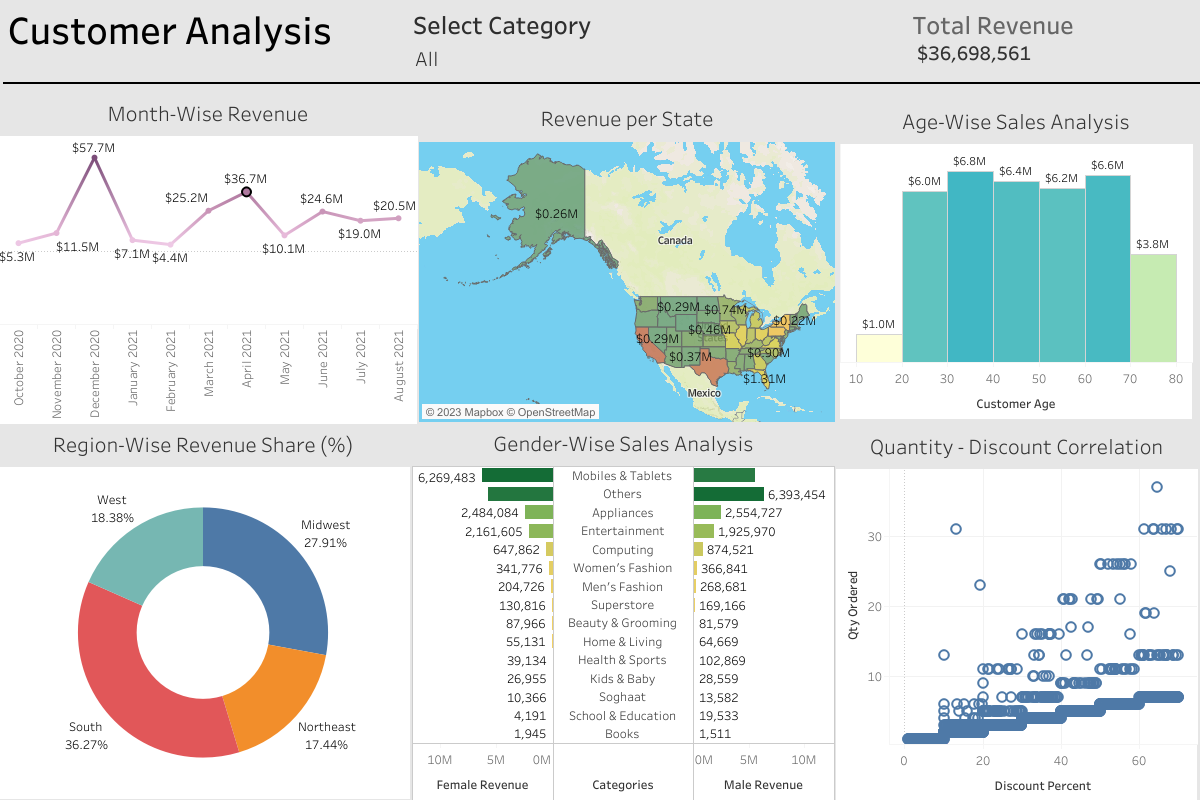 Customer Analysis
Select Category
All
Total Revenue
$36,698,561
Month-Wise Revenue
$57.7M
$36.7M
$25.2M
$24.6M
$20.5M
$19.0M
$11.5M
$10.1M
$7.1M
$4.4M
$5.3M
October 2020
November 2020
December 2020
January 2021
February 2021
March 2021
April 2021
May 2021
June 2021
July 2021
August 2021
Revenue per State
$0.26M
Canada
$0.29M
$0.74M
$0.22M
$0.46M
$0.29M
States
$0.37M
$0.90M
$1.31M
Mexico
© 2023 Mapbox © OpenStreetMap
Age-Wise Sales Analysis
$1.0M
$6.0M
$6.8M
$6.4M
$6.2M
$6.6M
$3.8M
10 20 30 40 50 60 70 80
Customer Age
Region-Wise Revenue Share (%)
West
18.38%
Midwest
27.91%
South
36.27%
Northeast
17.44%
Gender-Wise Sales Analysis
6,269,483 Mobiles & Tablets
Others 6,393,454
2,484,084 Appliances 2,554,727
2,161,605 Entertainment 1,925,970
647,862 Computing 874,521
341,776 Women's Fashion 366,841
204,726 Men's Fashion 268,681
130,816 Superstore 169,166
87,966 Beauty & Grooming 81,579
55,131 Home & Living 64,669
39,134 Health & Sports 102,869
26,955 Kids & Baby 28,559
10,366 Soghaat 13,582
4,191 School & Education 19,533
1,945 Books 1,511
10M 5M 0M 0M 5M 10M
Female Revenue Categories Male Revenue
Quantity - Discount Correlation
30
20
10
Qty Ordered
0 20 40 60
Discount Percent